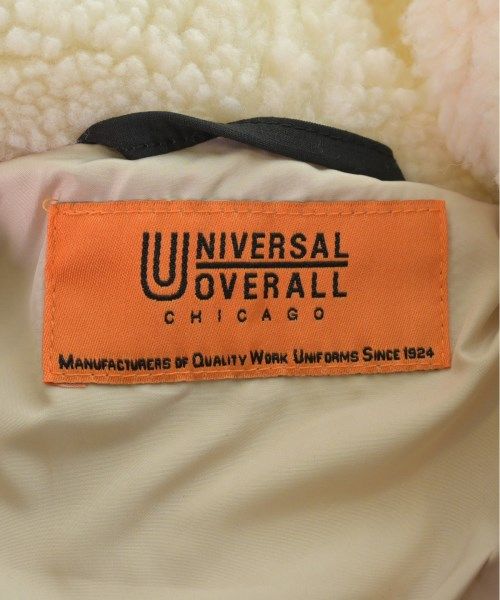 UNIVERSAL
OVERALL
CHICAGO
MANUFACTURERS OF QUALITY WORK UNIFORMS SINCE 1924